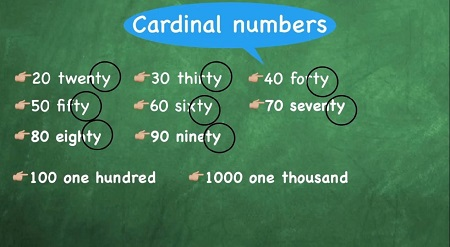 Cardinal numbers
20 twenty 30 thirty 40 forty
50 fifty 60 sixty 70 seventy
80 eighty 90 ninety
100 one hundred 1000 one thousand